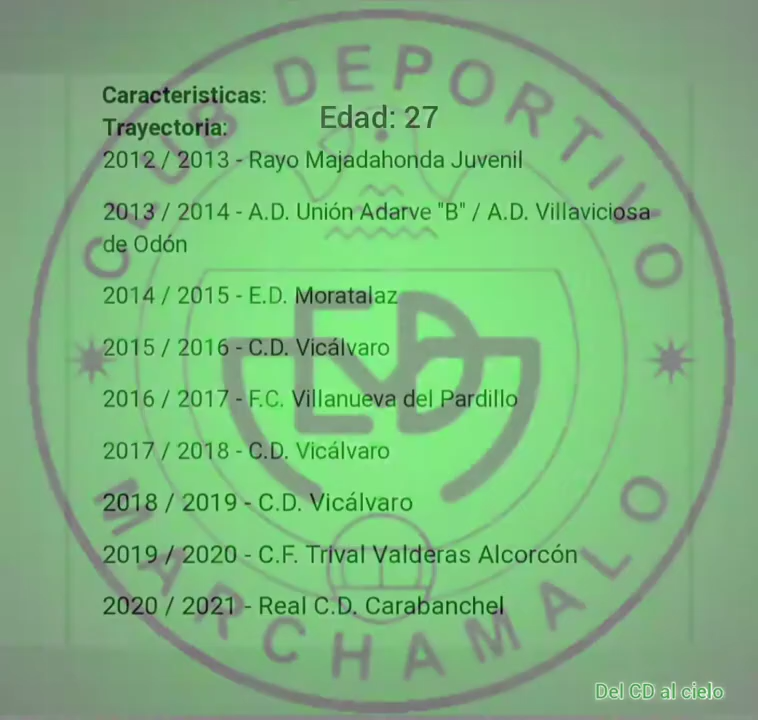 CLUB DEPORTIVO
Caracteristicas:
Trayectoria:
Edad: 27
2012 / 2013 - Rayo Majadahonda Juvenil
2013 / 2014 - A.D. Unión Adarve "B" / A.D. Villaviciosa
de Odón
2014 / 2015 - E.D. Moratalaz
2015 / 2016 - C.D. Vicálvaro
2016 / 2017 - F.C. Villanueva del Pardillo
2017 / 2018 - C.D. Vicálvaro
2018 / 2019 - C.D. Vicálvaro
2019 / 2020 - C.F. Trival Valderas Alcorcón
2020 / 2021 - Real C.D. Carabanchel
MARCHAMALO
Del CD al cielo